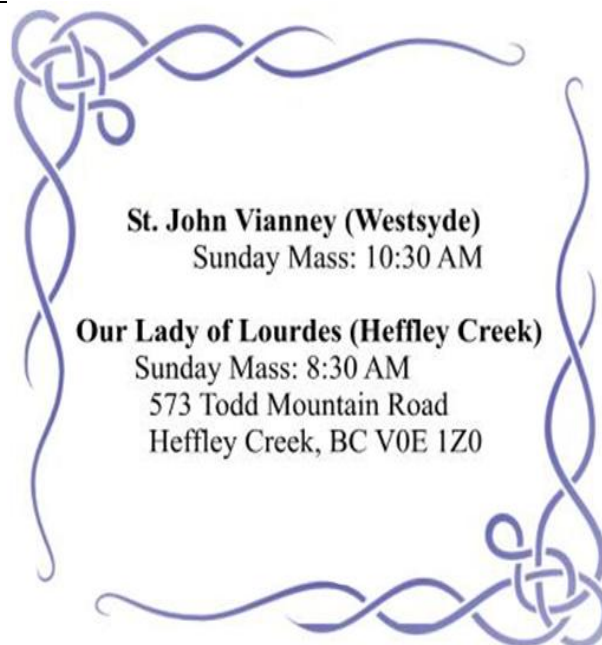 St. John Vianney (Westsyde)
Sunday Mass: 10:30 AM
Our Lady of Lourdes (Heffley Creek)
Sunday Mass: 8:30 AM
573 Todd Mountain Road
Heffley Creek, BC V0E 1Z0